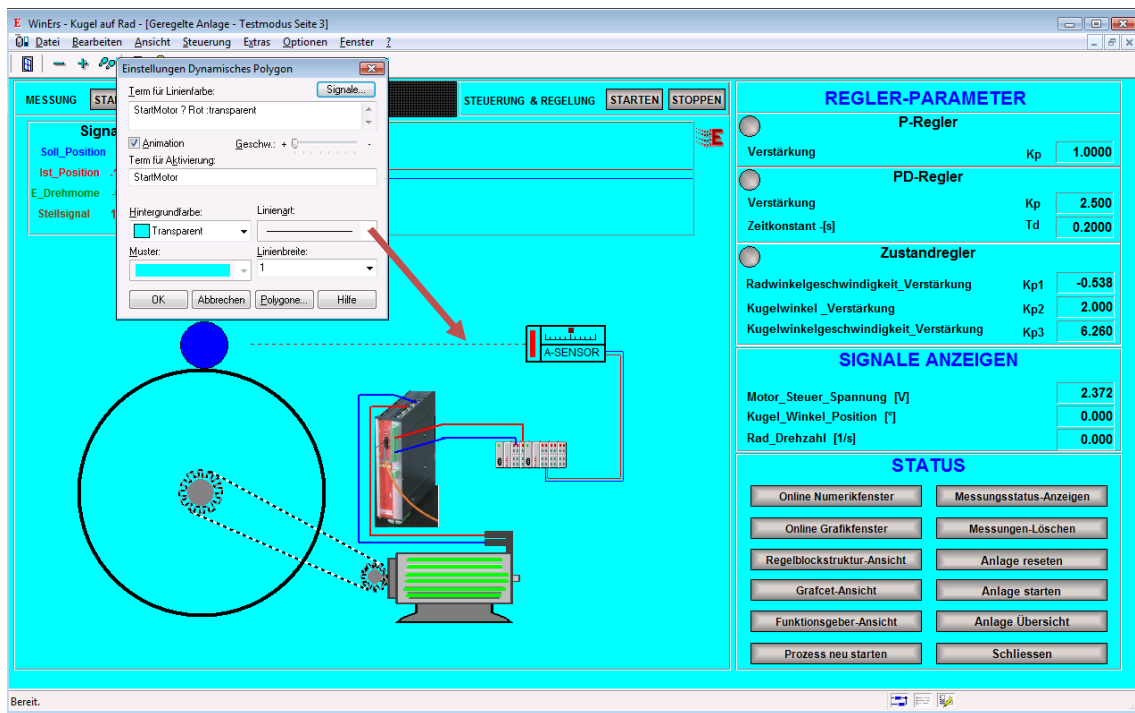 E WinErs - Kugel auf Rad - [Geregelte Anlage - Testmodus Seite 3]
Datei Bearbeiten Ansicht Steuerung Extras Optionen Fenster ?
Einstellungen Dynamisches Polygon
Term für Linienfarbe:
Signale...
StartMotor ? Rot :transparent
Animation
Geschw.: + -
Term für Aktivierung:
StartMotor
Hintergrundfarbe:
Linienart:
Transparent
Muster:
Linienbreite:
1
OK
Abbrechen
Polygone...
Hilfe
MESSUNG
STEUERUNG & REGELUNG
STARTEN
STOPPEN
Soll_Position
Ist_Position
E_Drehmome
Stellsignal
E
A-SENSOR
REGLER-PARAMETER
P-Regler
Verstärkung Kp 1.0000
PD-Regler
Verstärkung Kp 2.500
Zeitkonstant -[s] Td 0.2000
Zustandregler
Radwinkelgeschwindigkeit_Verstärkung Kp1 -0.538
Kugelwinkel _Verstärkung Kp2 2.000
Kugelwinkelgeschwindigkeit_Verstärkung Kp3 6.260
SIGNALE ANZEIGEN
Motor_Steuer_Spannung [V] 2.372
Kugel_Winkel_Position [°] 0.000
Rad_Drehzahl [1/s] 0.000
STATUS
Online Numerikfenster
Messungsstatus-Anzeigen
Online Grafikfenster
Messungen-Löschen
Regelblockstruktur-Ansicht
Anlage reseten
Grafcet-Ansicht
Anlage starten
Funktionsgeber-Ansicht
Anlage Übersicht
Prozess neu starten
Schliessen
Bereit.